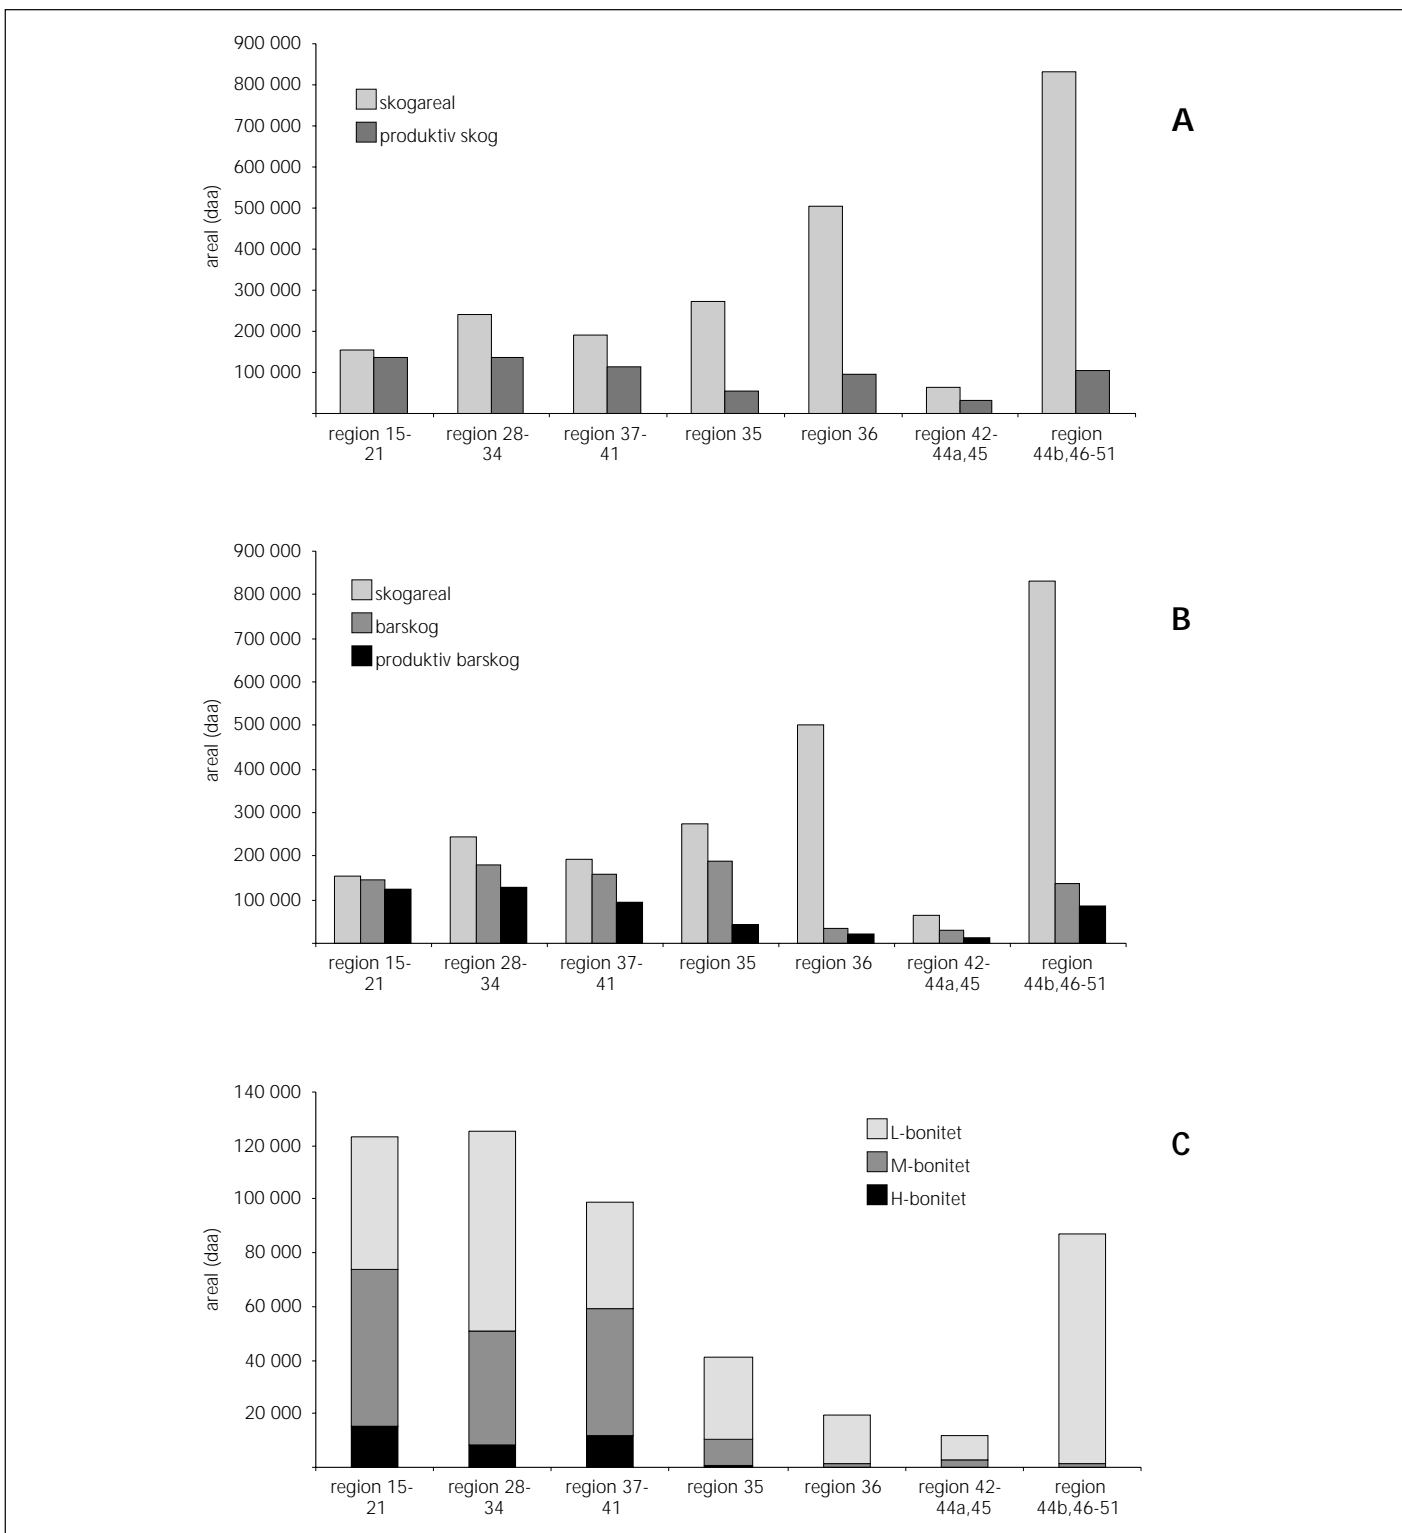 900 000
800 000
700 000
600 000
500 000
400 000
300 000
200 000
100 000
areal (daa)
skogareal
produktiv skog
A
region 15-
21
region 28-
34
region 37-
41
region 35
region 36
region 42-
44a,45
region
44b,46-51
900 000
800 000
700 000
600 000
500 000
400 000
300 000
200 000
100 000
areal (daa)
skogareal
barskog
produktiv barskog
B
region 15-
21
region 28-
34
region 37-
41
region 35
region 36
region 42-
44a,45
region
44b,46-51
140 000
120 000
100 000
80 000
60 000
40 000
20 000
areal (daa)
L-bonitet
M-bonitet
H-bonitet
C
region 15-
21
region 28-
34
region 37-
41
region 35
region 36
region 42-
44a,45
region
44b,46-51